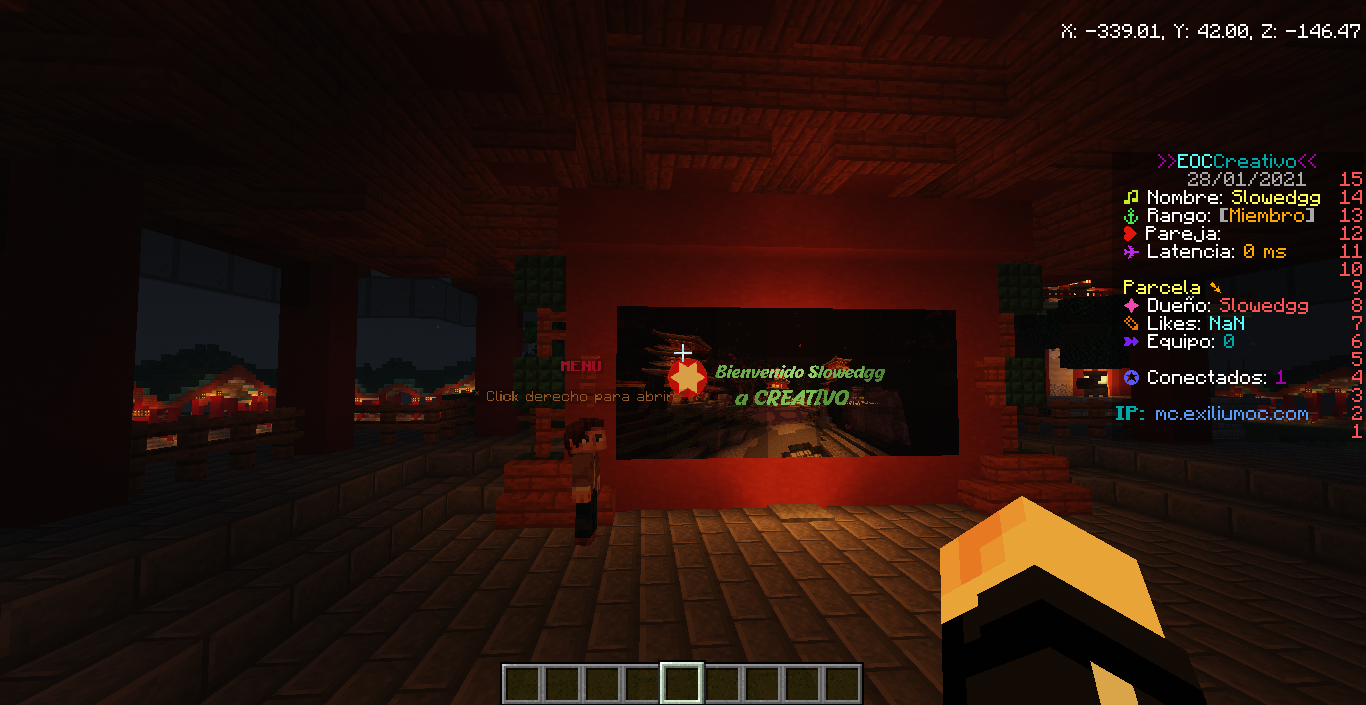 X: -339.01, Y: 42.00, Z: -146.47
>>EOCCreativo<<
28/01/2021 15
Nombre: Slowedgg 14
Rango: [Miembro] 13
Pareja: 12
Latencia: 0 ms 11
10
Parcela 9
Dueño: Slowedgg 8
Likes: NaN 7
Equipo: 0 6
5
Conectados: 1 4
3
IP: mc.exiliumoc.com 2
1
MENU
Click derecho para abrir
Bienvenido Slowedgg
a CREATIVO...